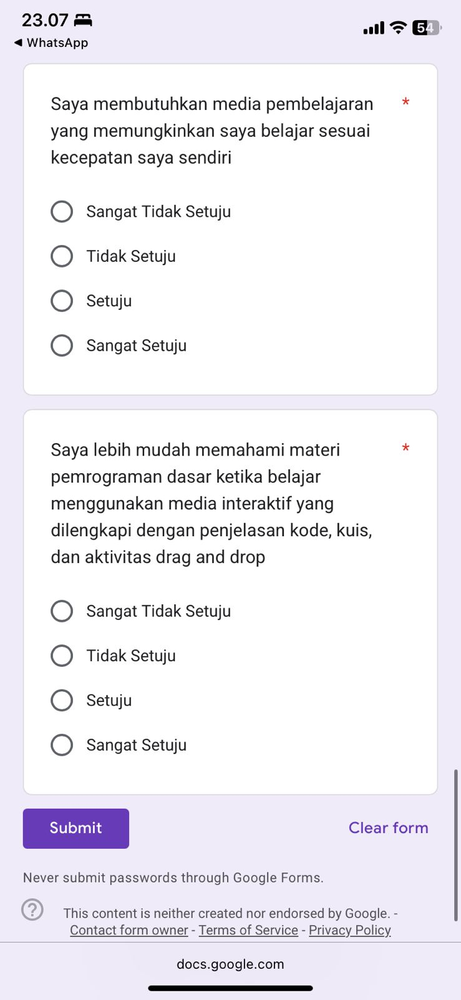 23.07
54
◀ WhatsApp
Saya membutuhkan media pembelajaran *
yang memungkinkan saya belajar sesuai
kecepatan saya sendiri
Sangat Tidak Setuju
Tidak Setuju
Setuju
Sangat Setuju
Saya lebih mudah memahami materi *
pemrograman dasar ketika belajar
menggunakan media interaktif yang
dilengkapi dengan penjelasan kode, kuis,
dan aktivitas drag and drop
Sangat Tidak Setuju
Tidak Setuju
Setuju
Sangat Setuju
Submit
Clear form
Never submit passwords through Google Forms.
?
This content is neither created nor endorsed by Google. -
Contact form owner - Terms of Service - Privacy Policy
docs.google.com